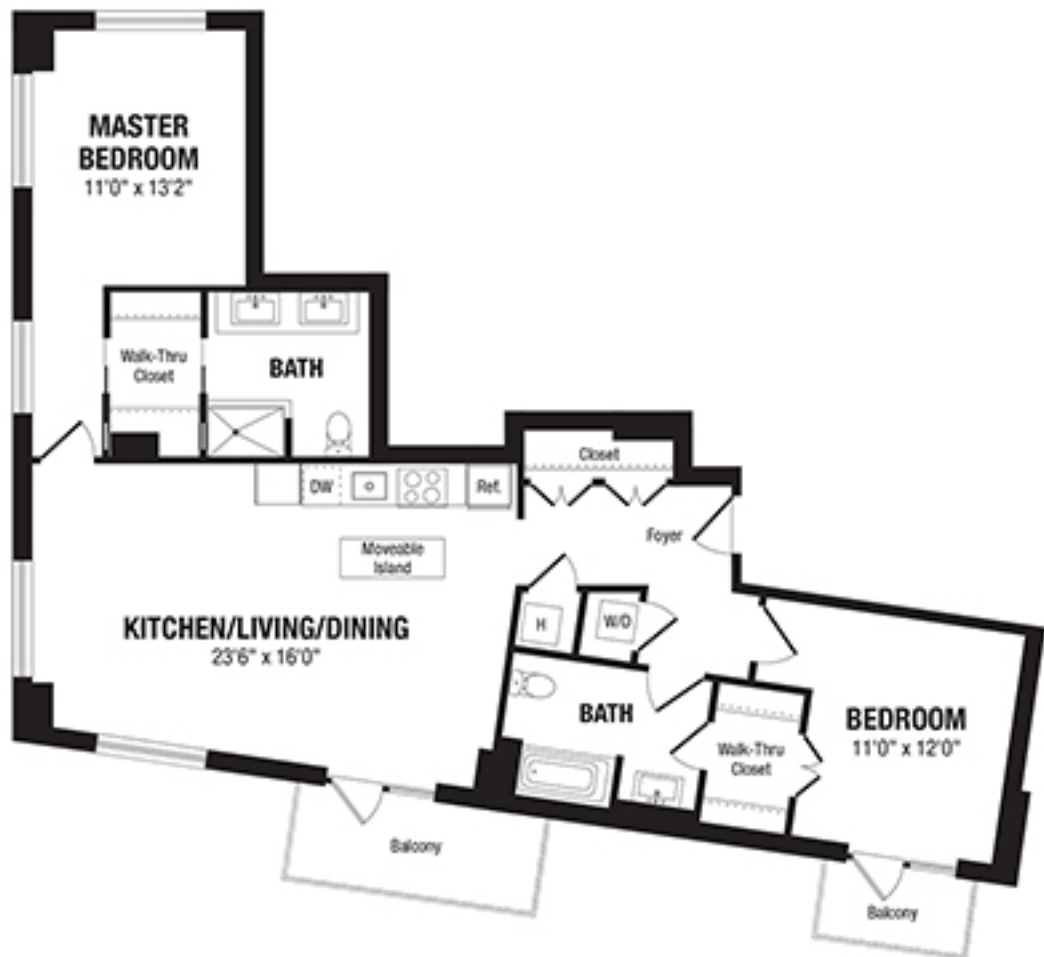 MASTER
BEDROOM
11'0" x 13'2"
Walk-Thru
Closet
BATH
Closet
DW
Ref.
Foyer
Moveable
Island
KITCHEN/LIVING/DINING
23'6" x 16'0"
H
W/D
BATH
BEDROOM
11'0" x 12'0"
Walk-Thru
Closet
Balcony
Balcony